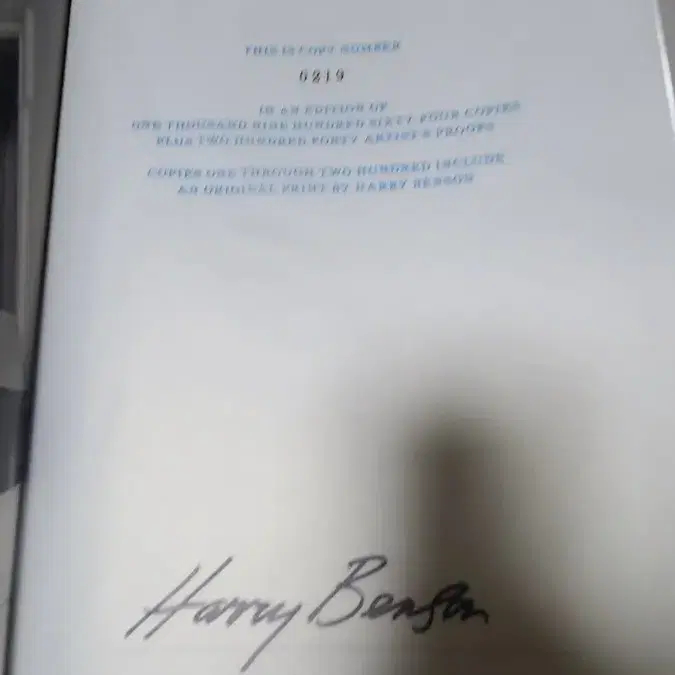 THIS IS COPY NUMBER
0219
IN AN EDITION OF
ONE THOUSAND NINE HUNDRED SIXTY FOUR COPIES
PLUS TWO HUNDRED FORTY ARTIST'S PROOFS
COPIES ONE THROUGH TWO HUNDRED INCLUDE
AN ORIGINAL PRINT BY HARRY BENSON
Harry Benson